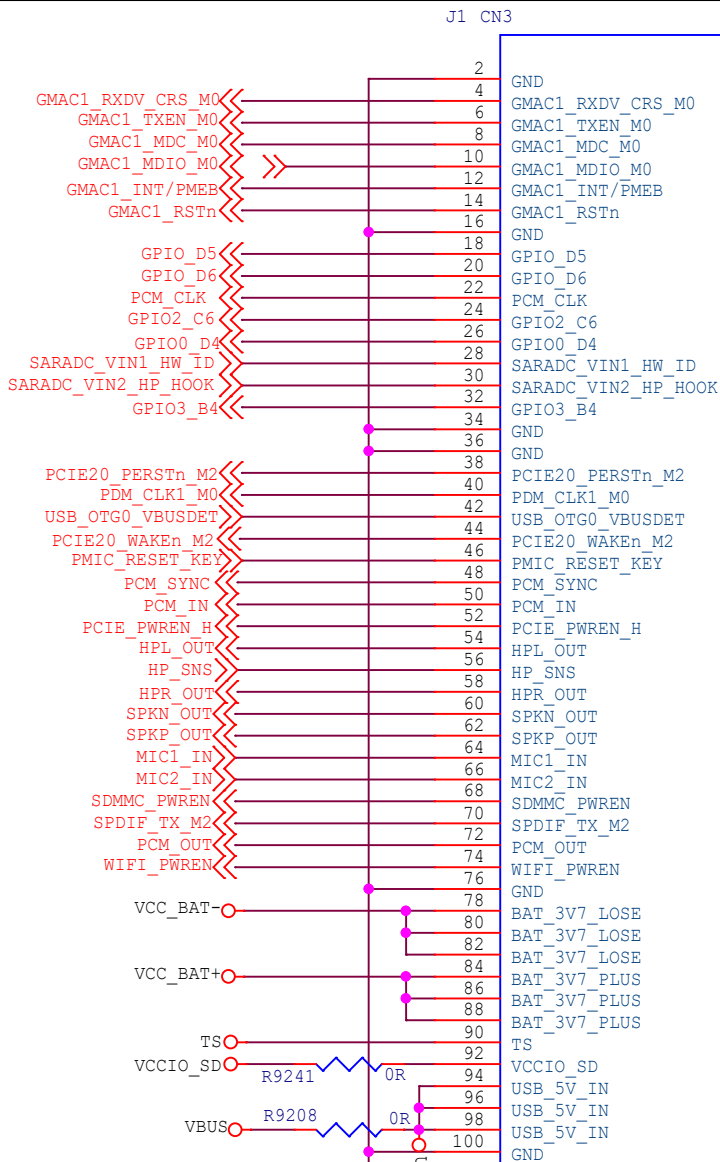 J1 CN3
2 GND
GMAC1_RXDV_CRS_M0 4 GMAC1_RXDV_CRS_M0
GMAC1_TXEN_M0 6 GMAC1_TXEN_M0
GMAC1_MDC_M0 8 GMAC1_MDC_M0
GMAC1_MDIO_M0 10 GMAC1_MDIO_M0
GMAC1_INT/PMEB 12 GMAC1_INT/PMEB
GMAC1_RSTn 14 GMAC1_RSTn
16 GND
GPIO_D5 18 GPIO_D5
GPIO_D6 20 GPIO_D6
PCM_CLK 22 PCM_CLK
GPIO2_C6 24 GPIO2_C6
GPIO0_D4 26 GPIO0_D4
SARADC_VIN1_HW_ID 28 SARADC_VIN1_HW_ID
SARADC_VIN2_HP_HOOK 30 SARADC_VIN2_HP_HOOK
GPIO3_B4 32 GPIO3_B4
34 GND
36 GND
PCIE20_PERSTn_M2 38 PCIE20_PERSTn_M2
PDM_CLK1_M0 40 PDM_CLK1_M0
USB_OTG0_VBUSDET 42 USB_OTG0_VBUSDET
PCIE20_WAKEn_M2 44 PCIE20_WAKEn_M2
PMIC_RESET_KEY 46 PMIC_RESET_KEY
PCM_SYNC 48 PCM_SYNC
PCM_IN 50 PCM_IN
PCIE_PWREN_H 52 PCIE_PWREN_H
HPL_OUT 54 HPL_OUT
HP_SNS 56 HP_SNS
HPR_OUT 58 HPR_OUT
SPKN_OUT 60 SPKN_OUT
SPKP_OUT 62 SPKP_OUT
MIC1_IN 64 MIC1_IN
MIC2_IN 66 MIC2_IN
SDMMC_PWREN 68 SDMMC_PWREN
SPDIF_TX_M2 70 SPDIF_TX_M2
PCM_OUT 72 PCM_OUT
WIFI_PWREN 74 WIFI_PWREN
76 GND
VCC_BAT- 78 BAT_3V7_LOSE
80 BAT_3V7_LOSE
82 BAT_3V7_LOSE
VCC_BAT+ 84 BAT_3V7_PLUS
86 BAT_3V7_PLUS
88 BAT_3V7_PLUS
TS 90 TS
VCCIO_SD R9241 0R 92 VCCIO_SD
94 USB_5V_IN
96 USB_5V_IN
VBUS R9208 0R 98 USB_5V_IN
100 GND